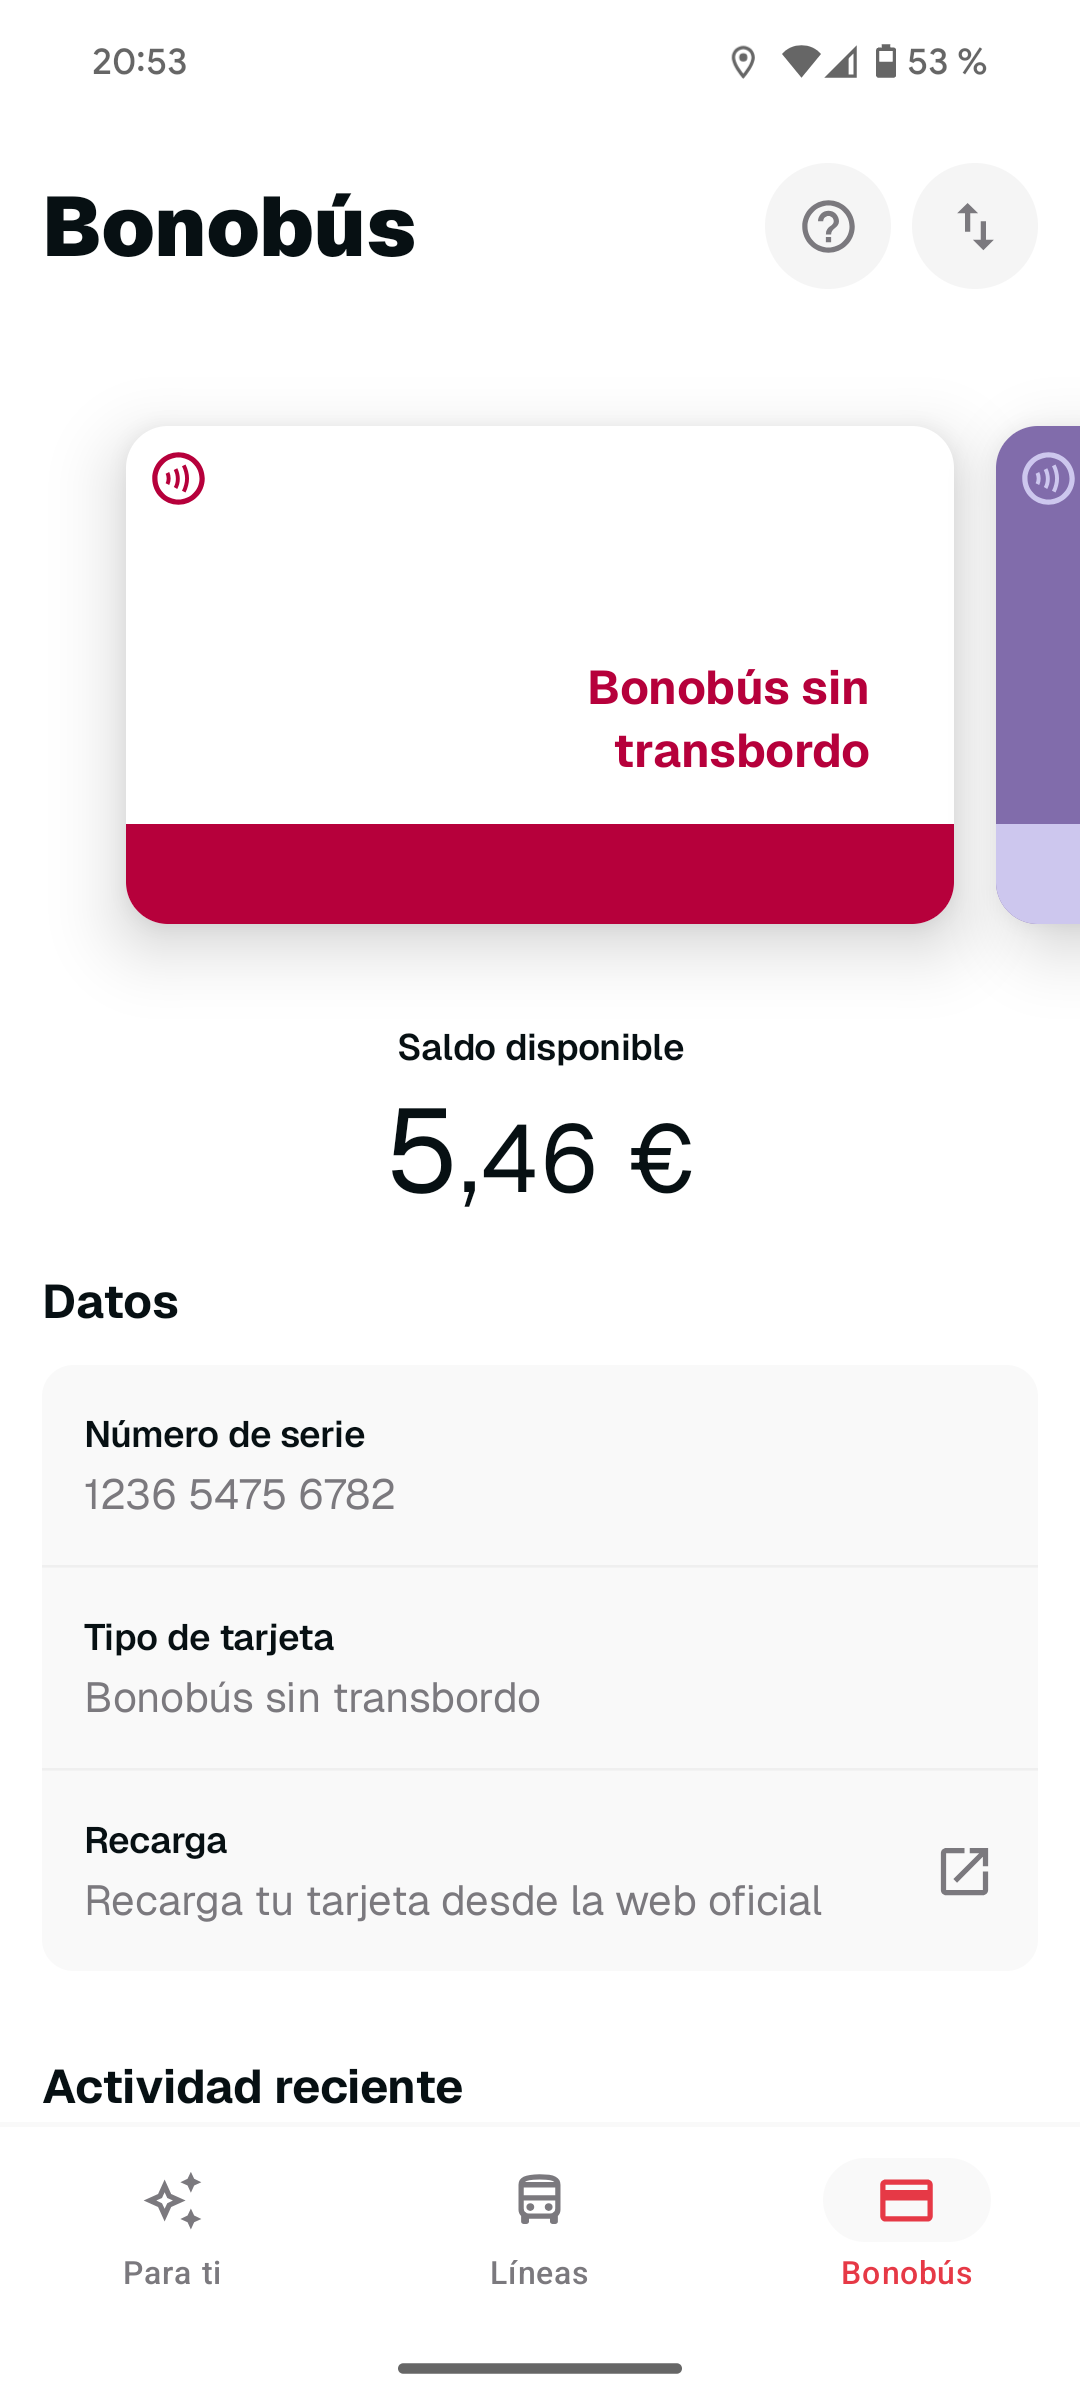 20:53
53 %
Bonobús
Bonobús sin
transbordo
Saldo disponible
5,46 €
Datos
Número de serie
1236 5475 6782
Tipo de tarjeta
Bonobús sin transbordo
Recarga
Recarga tu tarjeta desde la web oficial
Actividad reciente
Para ti
Líneas
Bonobús